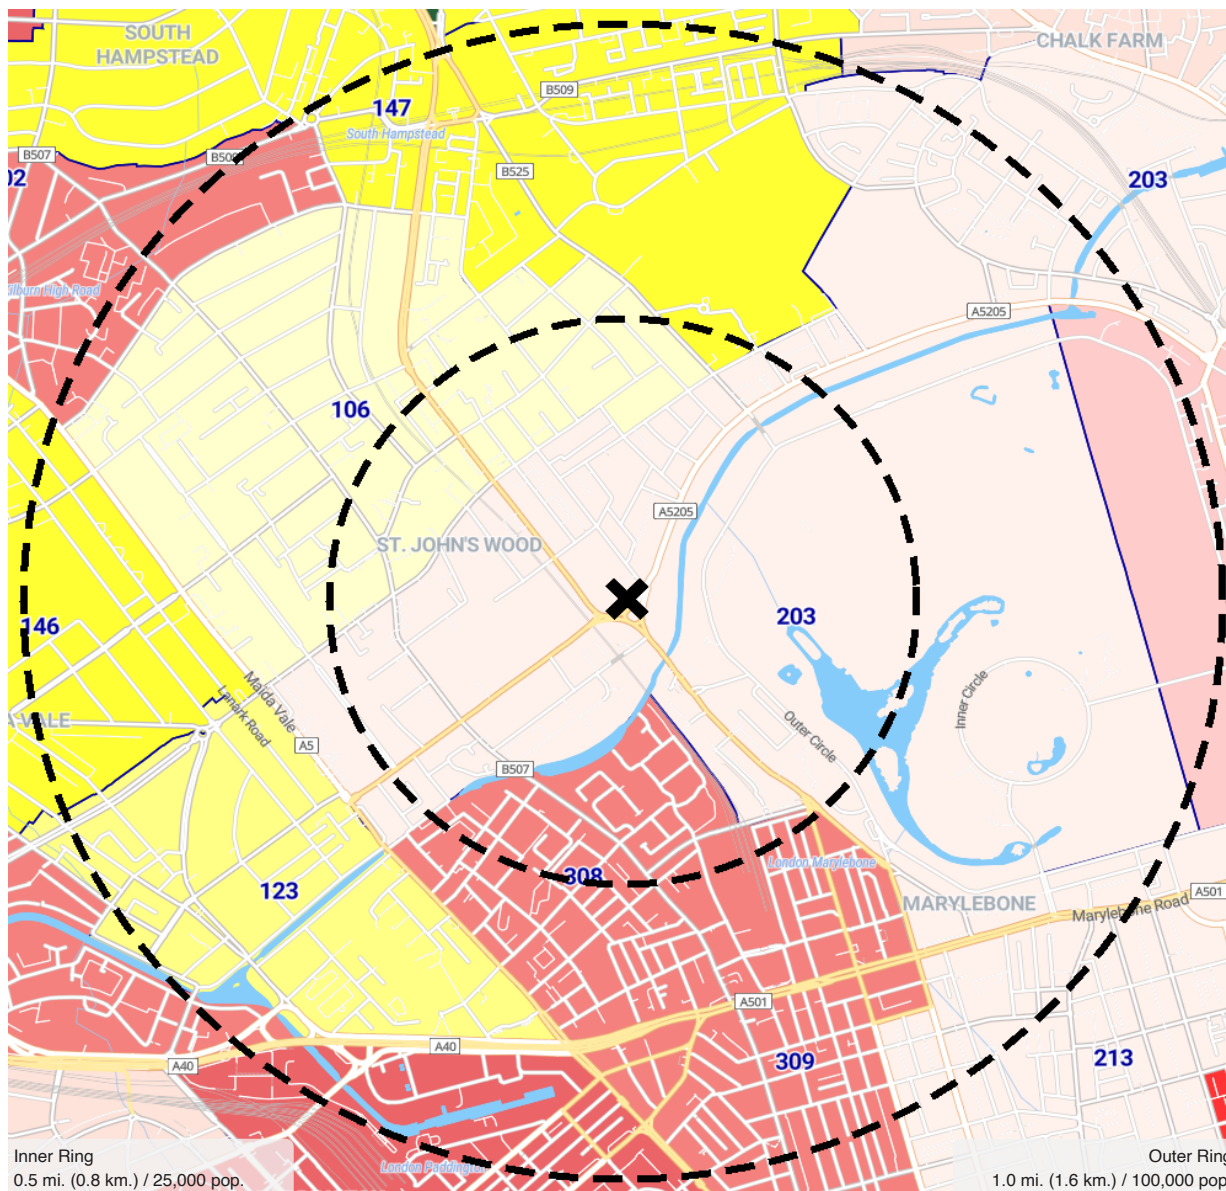 SOUTH
HAMPSTEAD
CHALK FARM
B509
147
South Hampstead
B507
B509
B525
02
203
Kilburn High Road
A5205
106
A5205
ST. JOHN'S WOOD
203
146
Maida Vale
Lanark Road
Inner Circle
A VALE
Outer Circle
A5
B507
London Marylebone
308
123
MARYLEBONE
A501
Marylebone Road
A501
A40
309
213
A40
Inner Ring
0.5 mi. (0.8 km.) / 25,000 pop.
London Paddington
Outer Ring
1.0 mi. (1.6 km.) / 100,000 pop